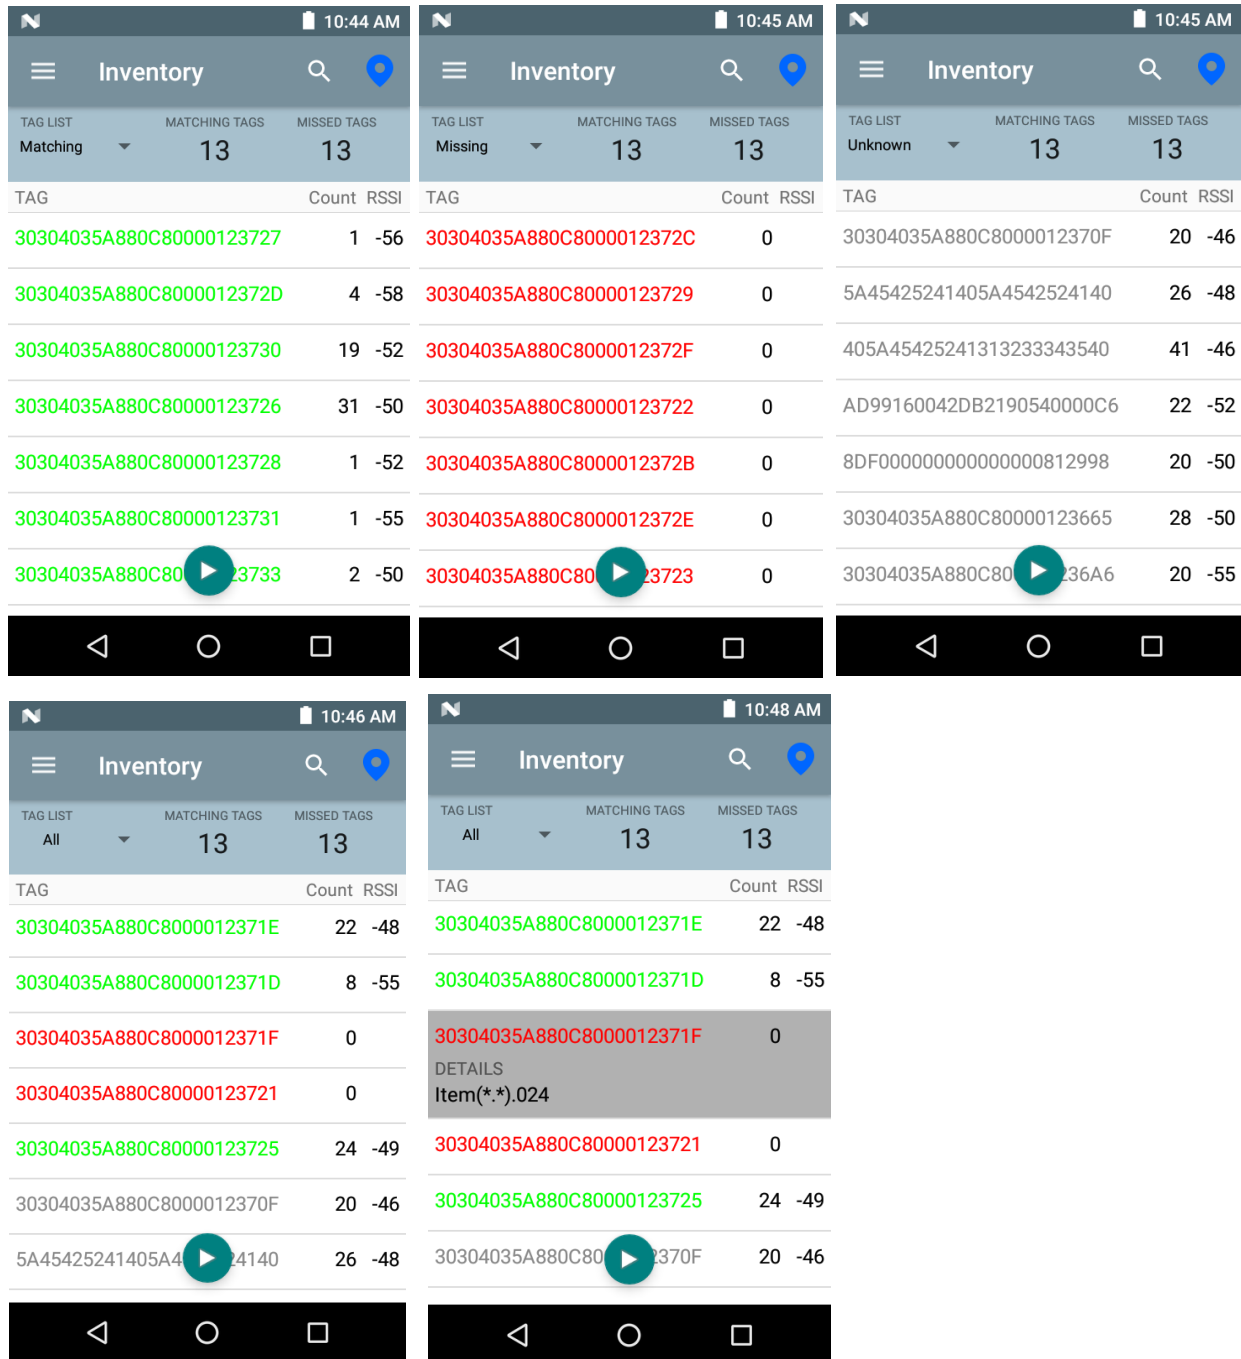 10:44 AM
Inventory
TAG LIST MATCHING TAGS MISSED TAGS
Matching 13 13
TAG Count RSSI
30304035A880C80000123727 1 -56
30304035A880C8000012372D 4 -58
30304035A880C80000123730 19 -52
30304035A880C80000123726 31 -50
30304035A880C80000123728 1 -52
30304035A880C80000123731 1 -55
30304035A880C80 23733 2 -50
10:45 AM
Inventory
TAG LIST MATCHING TAGS MISSED TAGS
Missing 13 13
TAG Count RSSI
30304035A880C8000012372C 0
30304035A880C80000123729 0
30304035A880C8000012372F 0
30304035A880C80000123722 0
30304035A880C8000012372B 0
30304035A880C8000012372E 0
30304035A880C80 23723 0
10:45 AM
Inventory
TAG LIST MATCHING TAGS MISSED TAGS
Unknown 13 13
TAG Count RSSI
30304035A880C8000012370F 20 -46
5A45425241405A4542524140 26 -48
405A45425241313233343540 41 -46
AD99160042DB2190540000C6 22 -52
8DF000000000000000812998 20 -50
30304035A880C80000123665 28 -50
30304035A880C80 236A6 20 -55
10:46 AM
Inventory
TAG LIST MATCHING TAGS MISSED TAGS
All 13 13
TAG Count RSSI
30304035A880C8000012371E 22 -48
30304035A880C8000012371D 8 -55
30304035A880C8000012371F 0
30304035A880C80000123721 0
30304035A880C80000123725 24 -49
30304035A880C8000012370F 20 -46
5A45425241405A4 24140 26 -48
10:48 AM
Inventory
TAG LIST MATCHING TAGS MISSED TAGS
All 13 13
TAG Count RSSI
30304035A880C8000012371E 22 -48
30304035A880C8000012371D 8 -55
30304035A880C8000012371F 0
DETAILS
Item(*.*).024
30304035A880C80000123721 0
30304035A880C80000123725 24 -49
30304035A880C80 2370F 20 -46